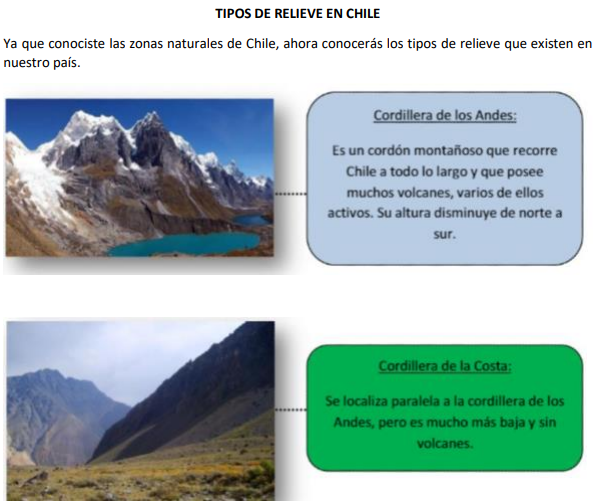 TIPOS DE RELIEVE EN CHILE
Ya que conociste las zonas naturales de Chile, ahora conocerás los tipos de relieve que existen en
nuestro país.
Cordillera de los Andes:
Es un cordón montañoso que recorre
Chile a todo lo largo y que posee
muchos volcanes, varios de ellos
activos. Su altura disminuye de norte a
sur.
Cordillera de la Costa:
Se localiza paralela a la cordillera de los
Andes, pero es mucho más baja y sin
volcanes.